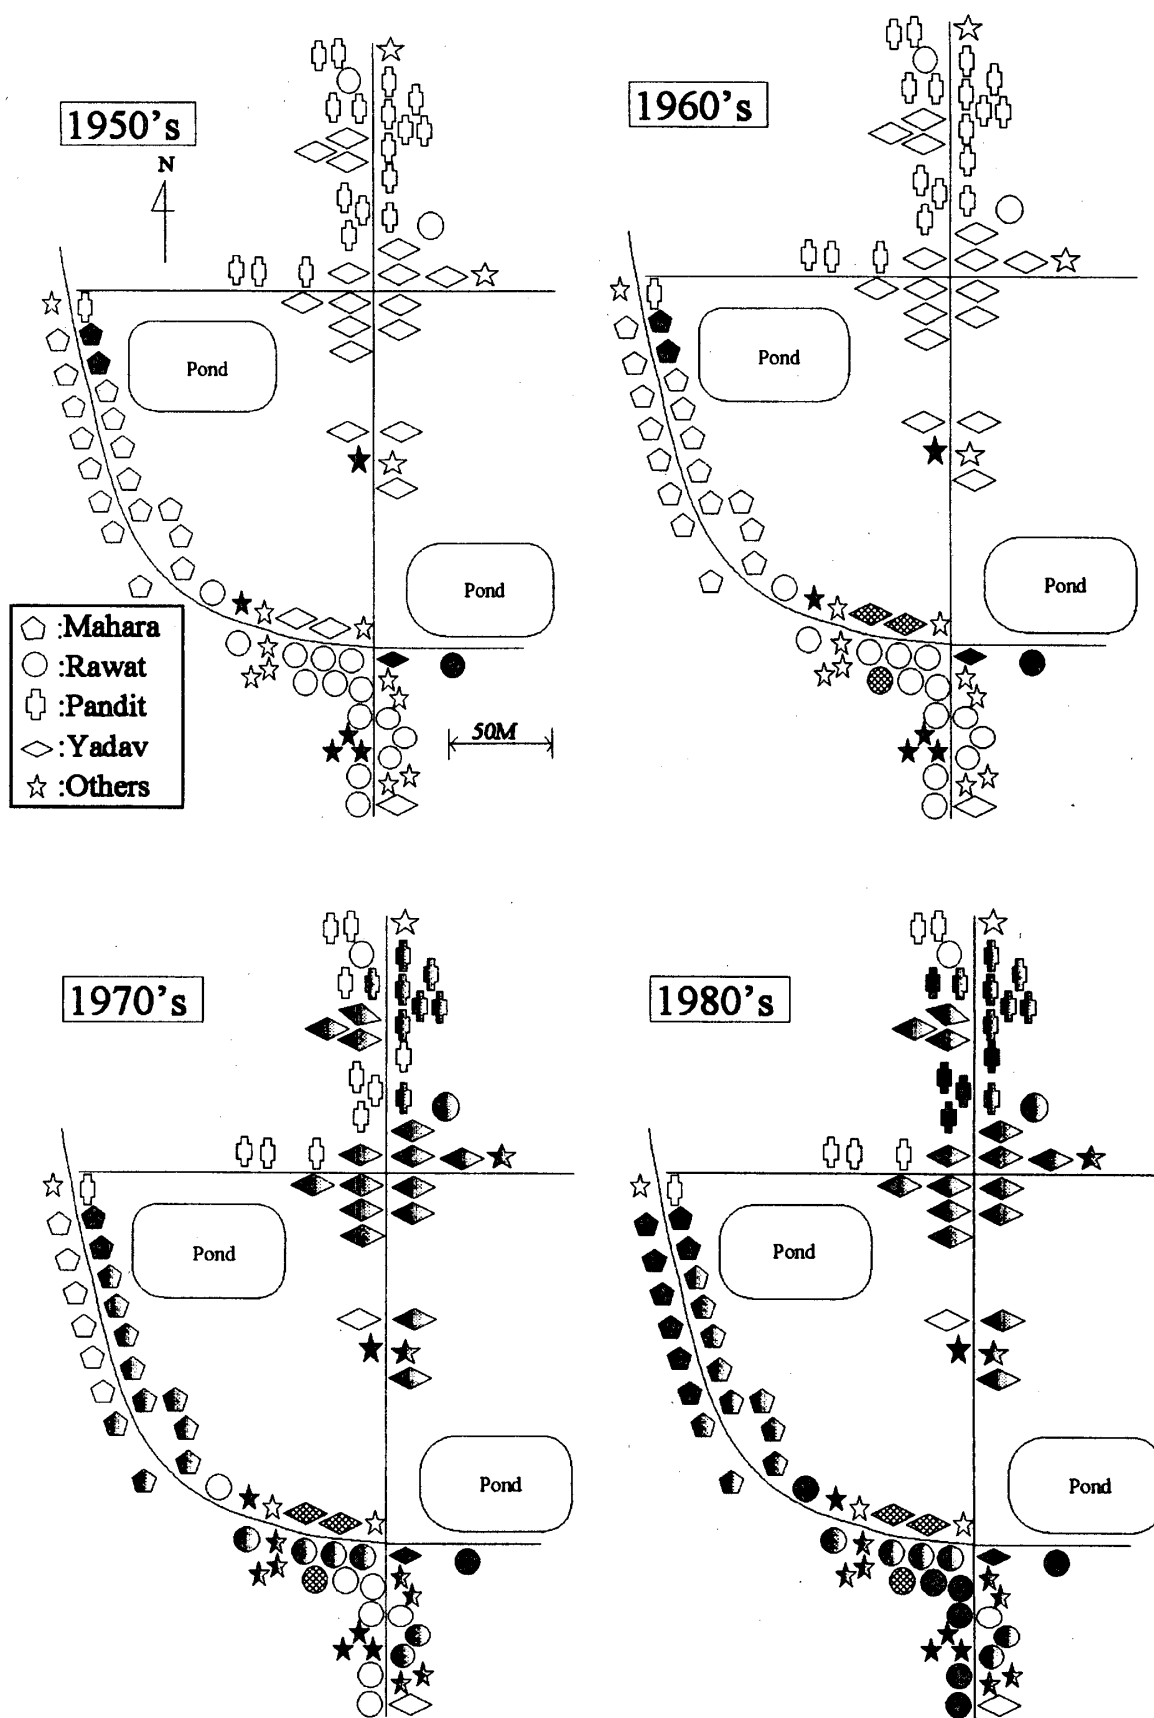 1950's
N
Pond
Pond
:Mahara
:Rawat
:Pandit
:Yadav
:Others
50M
1960's
Pond
Pond
1970's
Pond
Pond
1980's
Pond
Pond